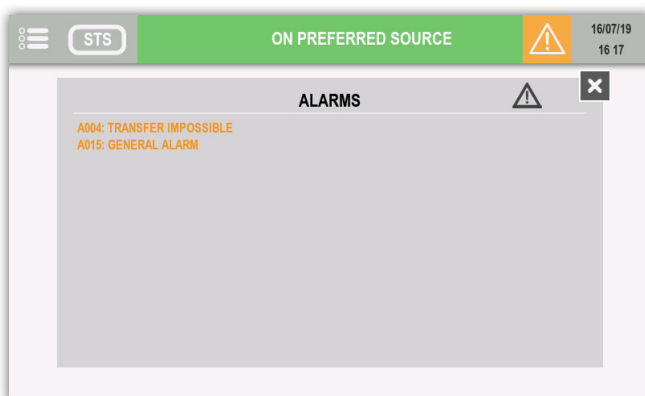 STS
ON PREFERRED SOURCE
16/07/19
16 17
ALARMS
A004: TRANSFER IMPOSSIBLE
A015: GENERAL ALARM